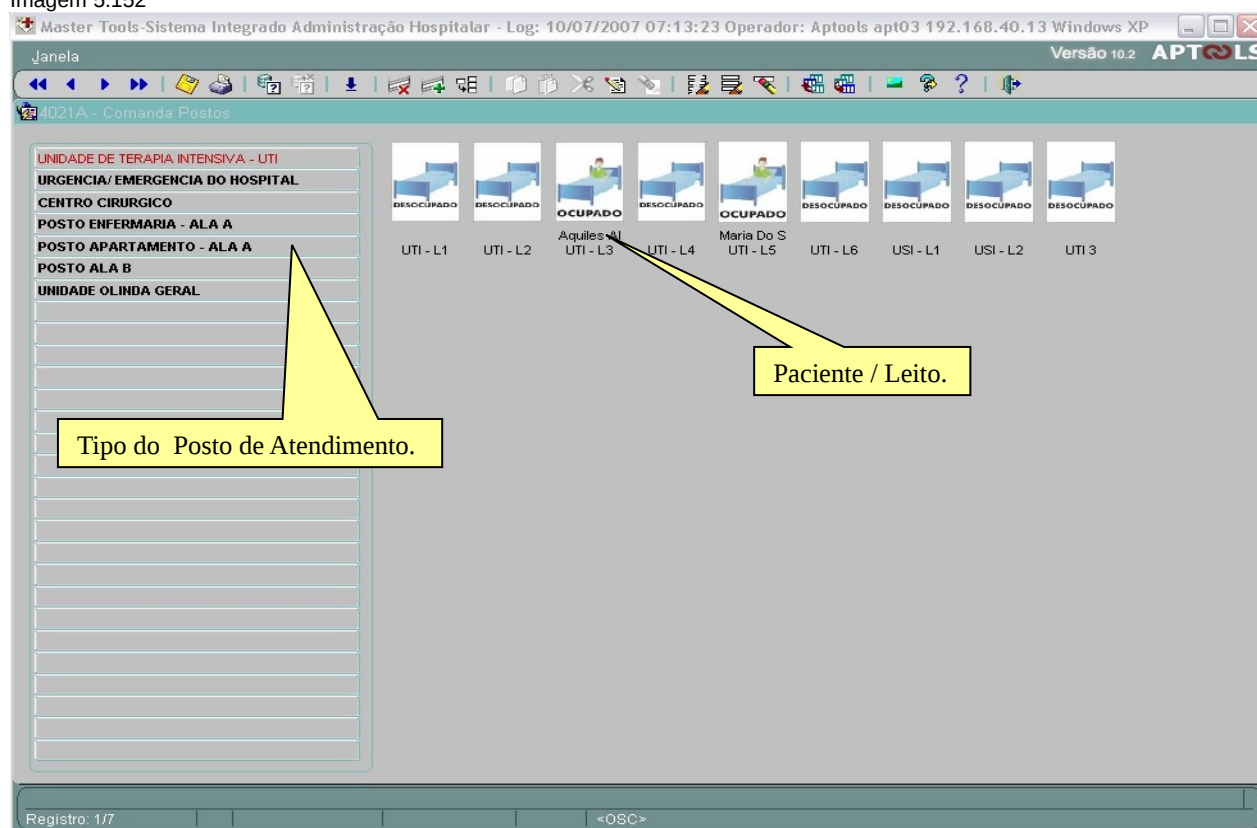 Imagem 5.152
Master Tools-Sistema Integrado Administração Hospitalar - Log: 10/07/2007 07:13:23 Operador: Aptools apt03 192.168.40.13 Windows XP
Janela
Versão 10.2 APTOOLS
4021A - Comanda Postos
UNIDADE DE TERAPIA INTENSIVA - UTI
URGENCIA/ EMERGENCIA DO HOSPITAL
CENTRO CIRURGICO
POSTO ENFERMARIA - ALA A
POSTO APARTAMENTO - ALA A
POSTO ALA B
UNIDADE OLINDA GERAL
DESOCUPADO DESOCUPADO OCUPADO DESOCUPADO OCUPADO DESOCUPADO DESOCUPADO DESOCUPADO DESOCUPADO
Aquiles Al Maria Do S
UTI - L1 UTI - L2 UTI - L3 UTI - L4 UTI - L5 UTI - L6 USI - L1 USI - L2 UTI 3
Paciente / Leito.
Tipo do Posto de Atendimento.
Registro: 1/7 <OSC>